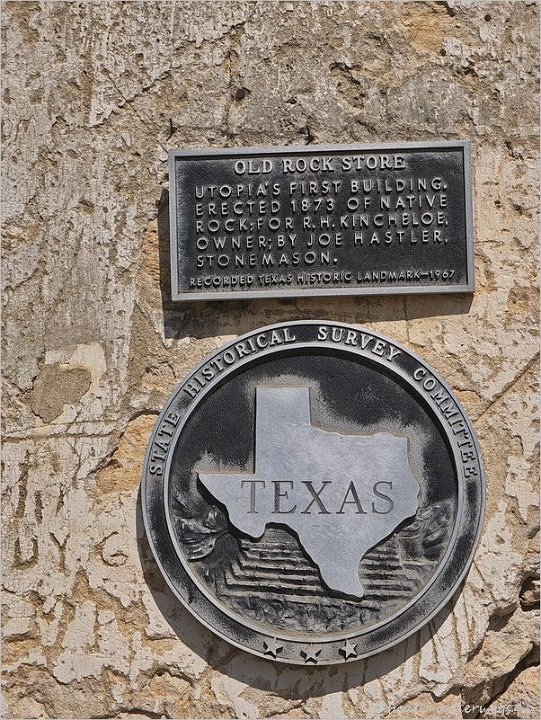 OLD ROCK STORE
UTOPIA'S FIRST BUILDING.
ERECTED 1873 OF NATIVE
ROCK; FOR R.H. KINCHELOE,
OWNER; BY JOE HASTLER,
STONEMASON.
RECORDED TEXAS HISTORIC LANDMARK—1967
STATE HISTORICAL SURVEY COMMITTEE
TEXAS